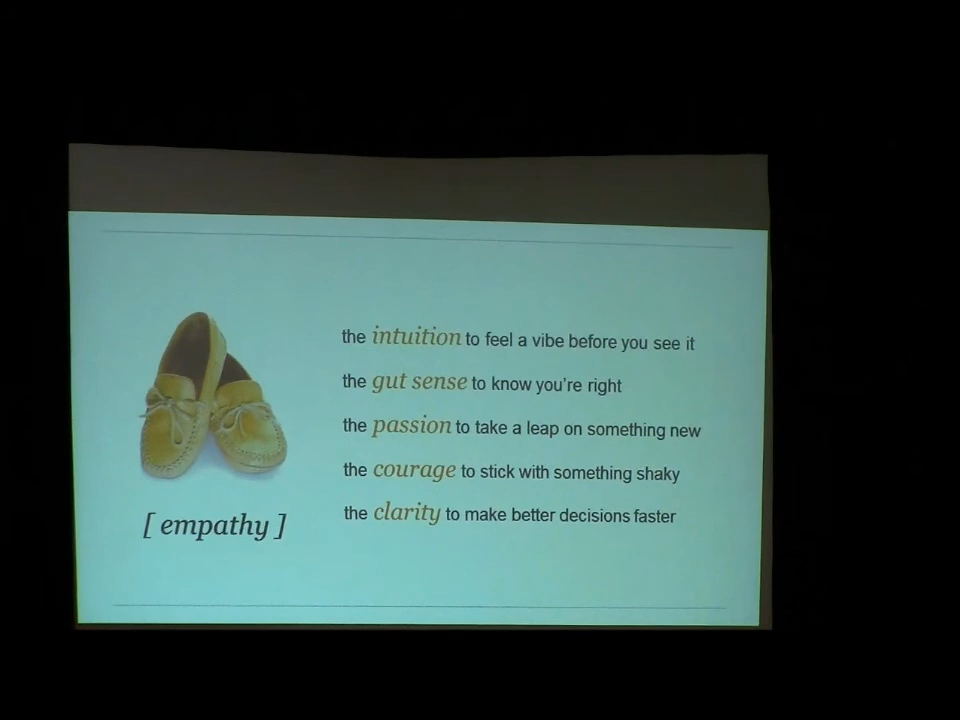 the intuition to feel a vibe before you see it
the gut sense to know you're right
the passion to take a leap on something new
the courage to stick with something shaky
the clarity to make better decisions faster
[ empathy ]